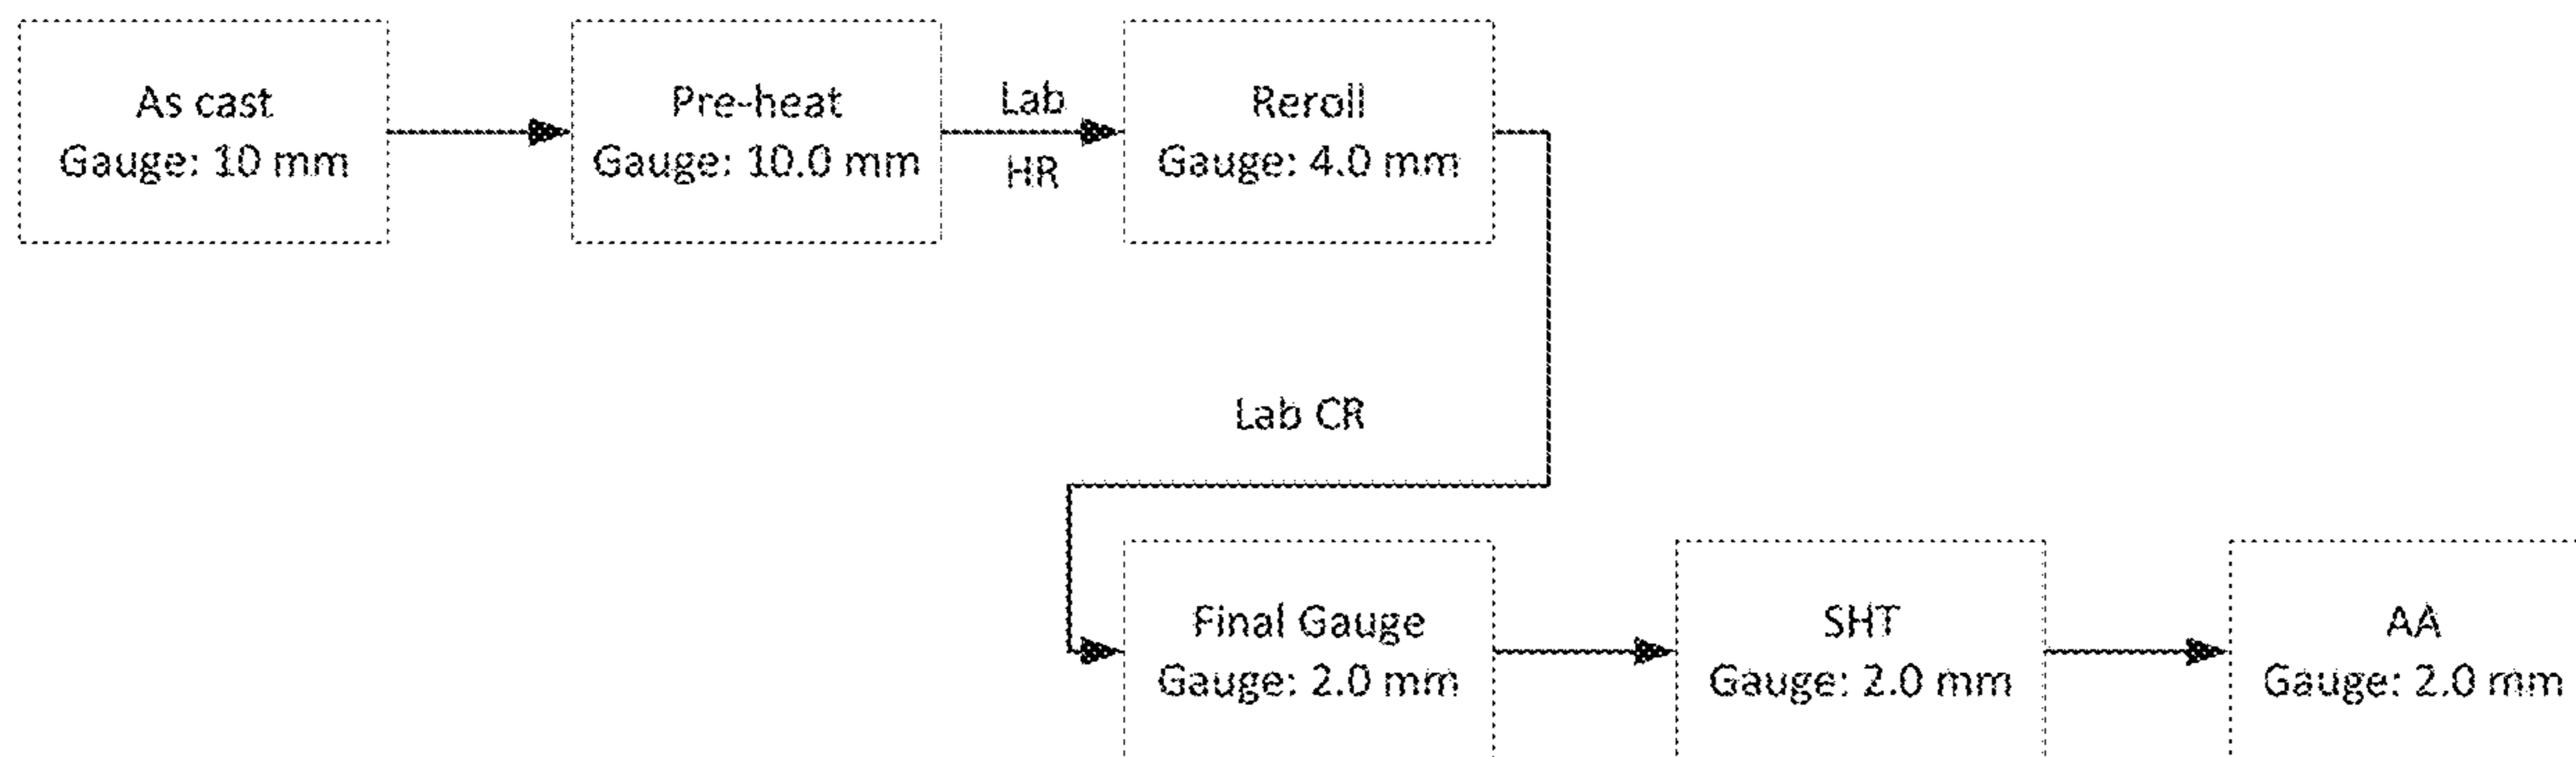 As cast
Gauge: 10 mm
Pre-heat
Gauge: 10.0 mm
Lab
HR
Reroll
Gauge: 4.0 mm
Lab CR
Final Gauge
Gauge: 2.0 mm
SHT
Gauge: 2.0 mm
AA
Gauge: 2.0 mm